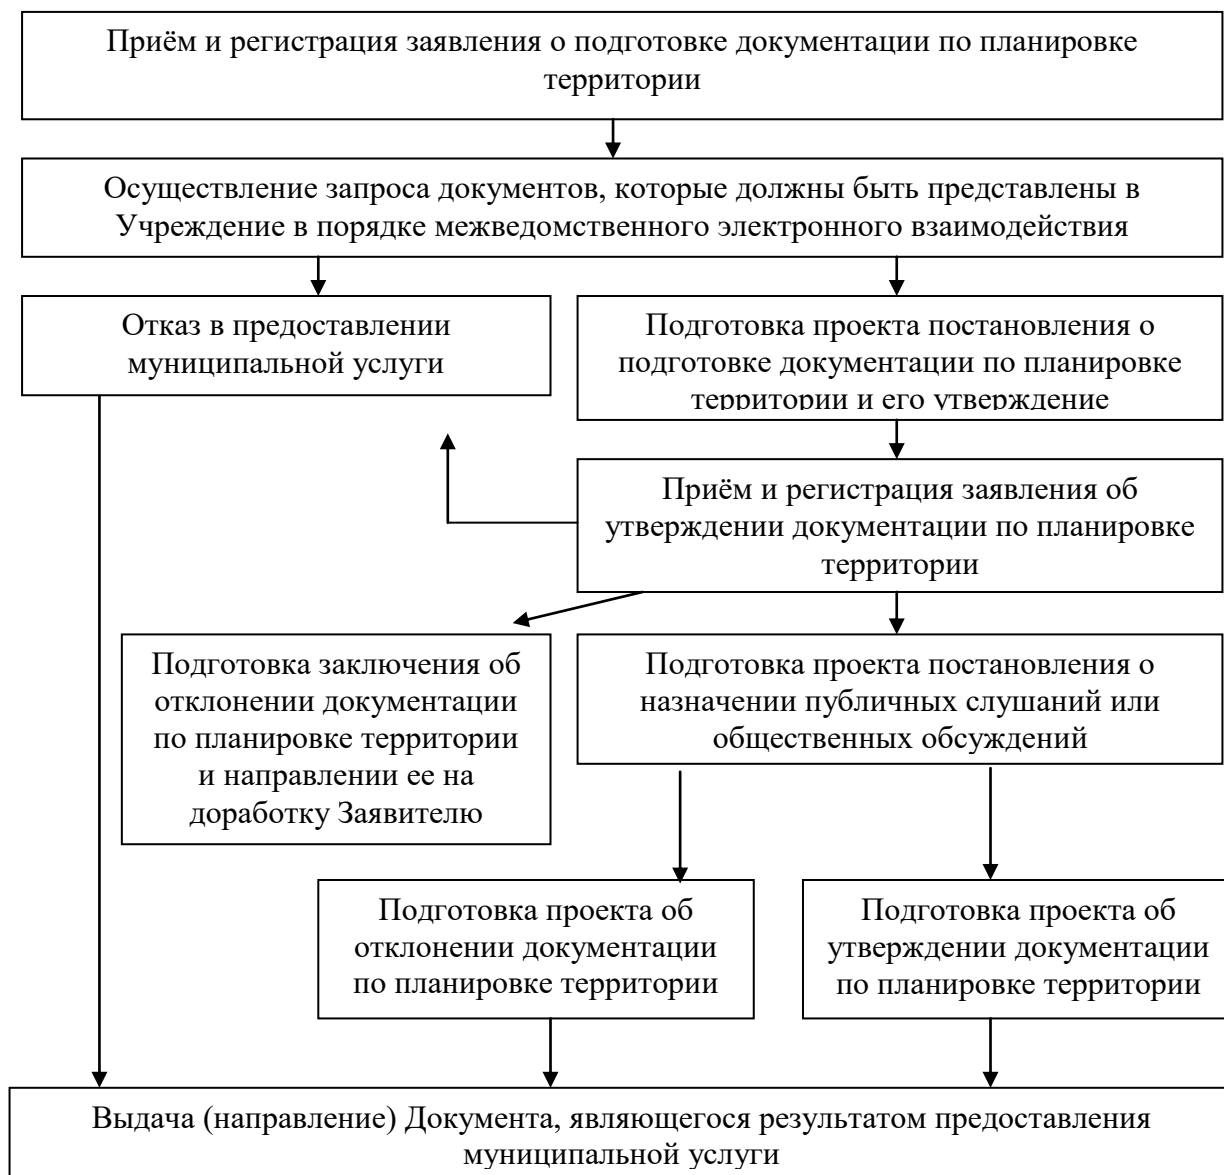 Приём и регистрация заявления о подготовке документации по планировке
территории
Осуществление запроса документов, которые должны быть представлены в
Учреждение в порядке межведомственного электронного взаимодействия
Отказ в предоставлении
муниципальной услуги
Подготовка проекта постановления о
подготовке документации по планировке
территории и его утверждение
Приём и регистрация заявления об
утверждении документации по планировке
территории
Подготовка заключения об
отклонении документации
по планировке территории
и направлении ее на
доработку Заявителю
Подготовка проекта постановления о
назначении публичных слушаний или
общественных обсуждений
Подготовка проекта об
отклонении документации
по планировке территории
Подготовка проекта об
утверждении документации
по планировке территории
Выдача (направление) Документа, являющегося результатом предоставления
муниципальной услуги